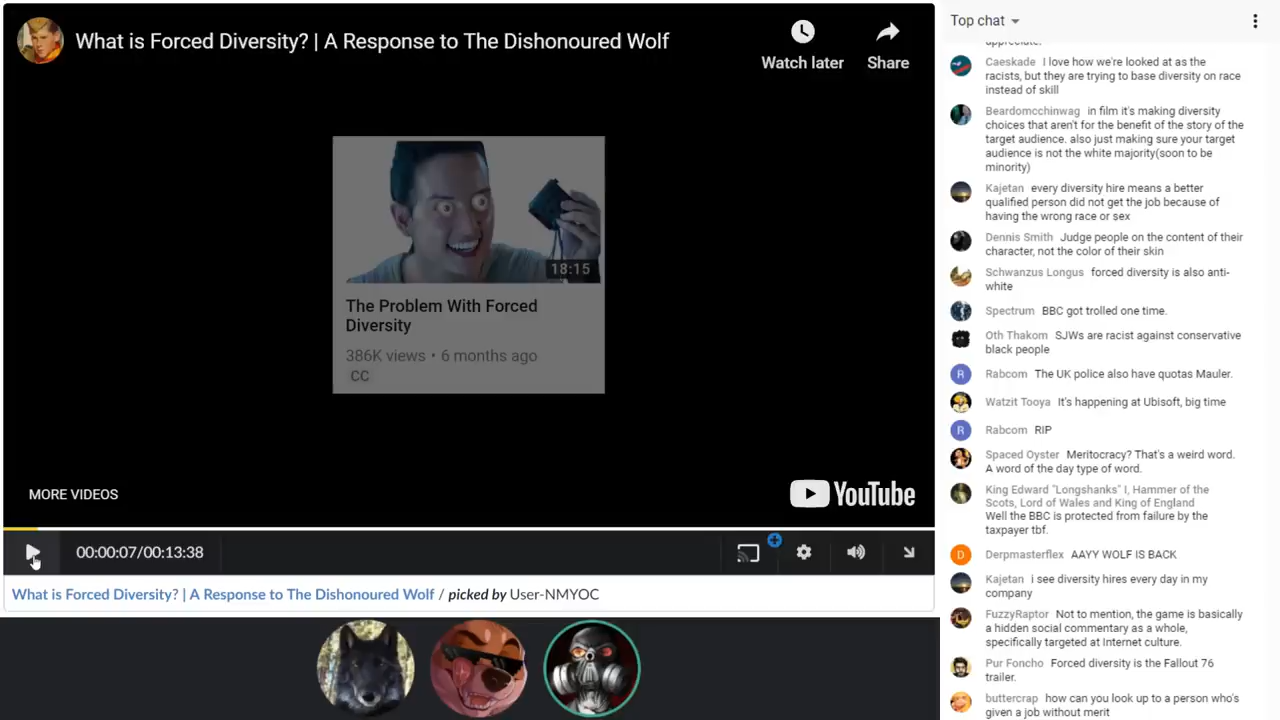 What is Forced Diversity? | A Response to The Dishonoured Wolf
Watch later
Share
18:15
The Problem With Forced
Diversity
386K views • 6 months ago
CC
MORE VIDEOS
YouTube
00:00:07/00:13:38
What is Forced Diversity? | A Response to The Dishonoured Wolf / picked by User-NMYOC
Top chat
appreciate.
Caeskade I love how we're looked at as the
racists, but they are trying to base diversity on race
instead of skill
Beardomcchinwag in film it's making diversity
choices that aren't for the benefit of the story of the
target audience. also just making sure your target
audience is not the white majority(soon to be
minority)
Kajetan every diversity hire means a better
qualified person did not get the job because of
having the wrong race or sex
Dennis Smith Judge people on the content of their
character, not the color of their skin
Schwanzus Longus forced diversity is also anti-
white
Spectrum BBC got trolled one time.
Oth Thakom SJWs are racist against conservative
black people
R
Rabcom The UK police also have quotas Mauler.
Watzit Tooya It's happening at Ubisoft, big time
R
Rabcom RIP
Spaced Oyster Meritocracy? That's a weird word.
A word of the day type of word.
King Edward "Longshanks" I, Hammer of the
Scots, Lord of Wales and King of England
Well the BBC is protected from failure by the
taxpayer tbf.
D
Derpmasterflex AAYY WOLF IS BACK
Kajetan i see diversity hires every day in my
company
FuzzyRaptor Not to mention, the game is basically
a hidden social commentary as a whole,
specifically targeted at Internet culture.
Pur Foncho Forced diversity is the Fallout 76
trailer.
buttercrap how can you look up to a person who's
given a job without merit